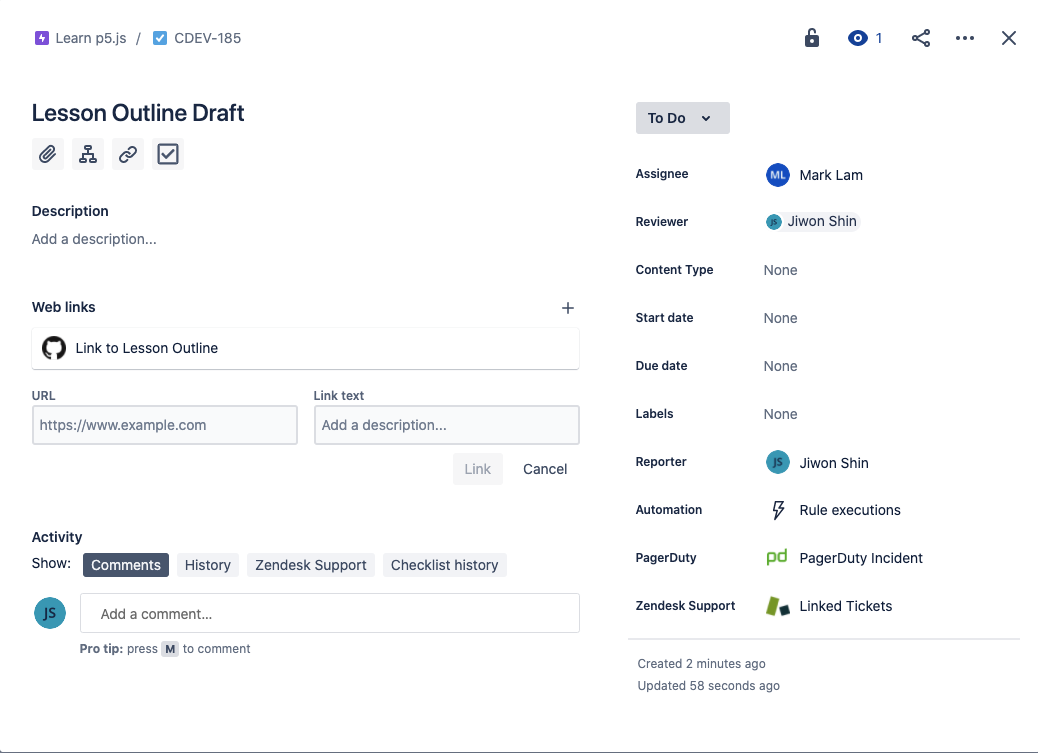 Learn p5.js / CDEV-185
1
Lesson Outline Draft
Description
Add a description...
Web links
Link to Lesson Outline
URL
Link text
https://www.example.com
Add a description...
Link
Cancel
Activity
Show: Comments History Zendesk Support Checklist history
JS Add a comment...
Pro tip: press M to comment
To Do
Assignee ML Mark Lam
Reviewer JS Jiwon Shin
Content Type None
Start date None
Due date None
Labels None
Reporter JS Jiwon Shin
Automation Rule executions
PagerDuty pd PagerDuty Incident
Zendesk Support Linked Tickets
Created 2 minutes ago
Updated 58 seconds ago